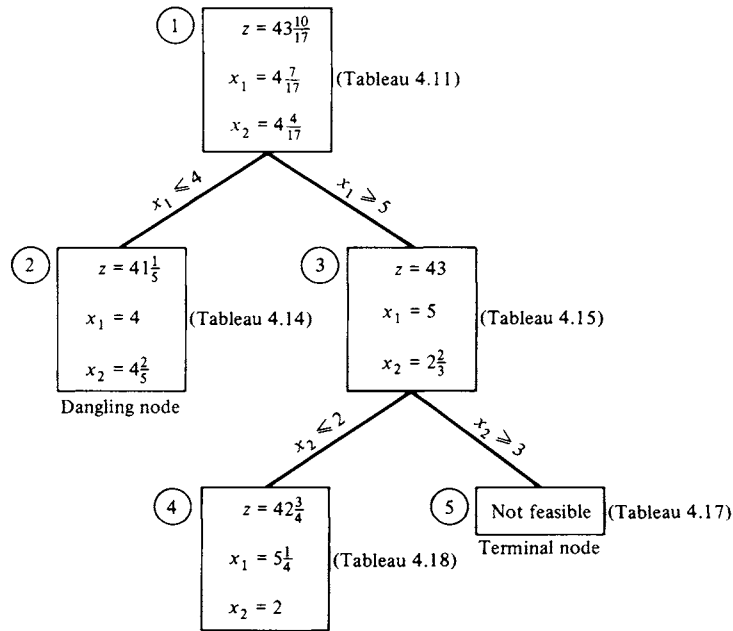 1
z = 43 10/17
x₁ = 4 7/17
(Tableau 4.11)
x₂ = 4 4/17
x₁ ⩽ 4
x₁ ⩾ 5
2
z = 41 1/5
x₁ = 4
(Tableau 4.14)
x₂ = 4 2/5
Dangling node
3
z = 43
x₁ = 5
(Tableau 4.15)
x₂ = 2 2/3
x₂ ⩽ 2
x₂ ⩾ 3
4
z = 42 3/4
x₁ = 5 1/4
(Tableau 4.18)
x₂ = 2
5
Not feasible
(Tableau 4.17)
Terminal node